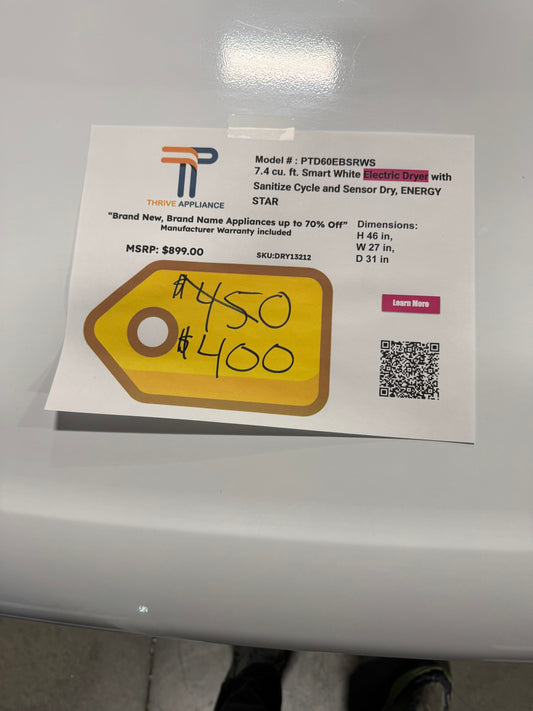 TP
THRIVE APPLIANCE
Model # : PTD60EBSRWS
7.4 cu. ft. Smart White Electric Dryer with
Sanitize Cycle and Sensor Dry, ENERGY
STAR
"Brand New, Brand Name Appliances up to 70% Off"
Manufacturer Warranty included
MSRP: $899.00
SKU:DRY13212
Dimensions:
H 46 in,
W 27 in,
D 31 in
$450
$400
Learn More